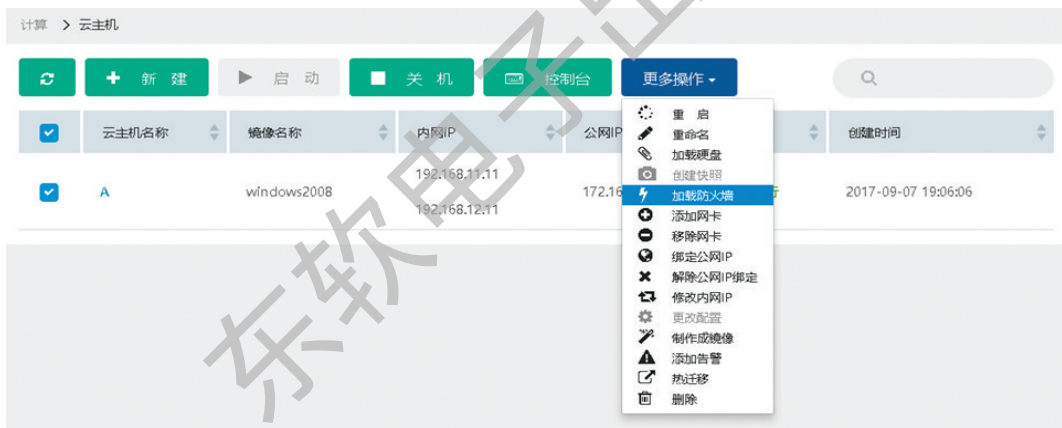 计算 > 云主机
新 建
启 动
关 机
控制台
更多操作
云主机名称
镜像名称
内网IP
公网IP
创建时间
A
windows2008
192.168.11.11
192.168.12.11
172.16
2017-09-07 19:06:06
重 启
重命名
加载硬盘
创建快照
加载防火墙
添加网卡
移除网卡
绑定公网IP
解除公网IP绑定
修改内网IP
更改配置
制作成镜像
添加告警
热迁移
删除
东软电子